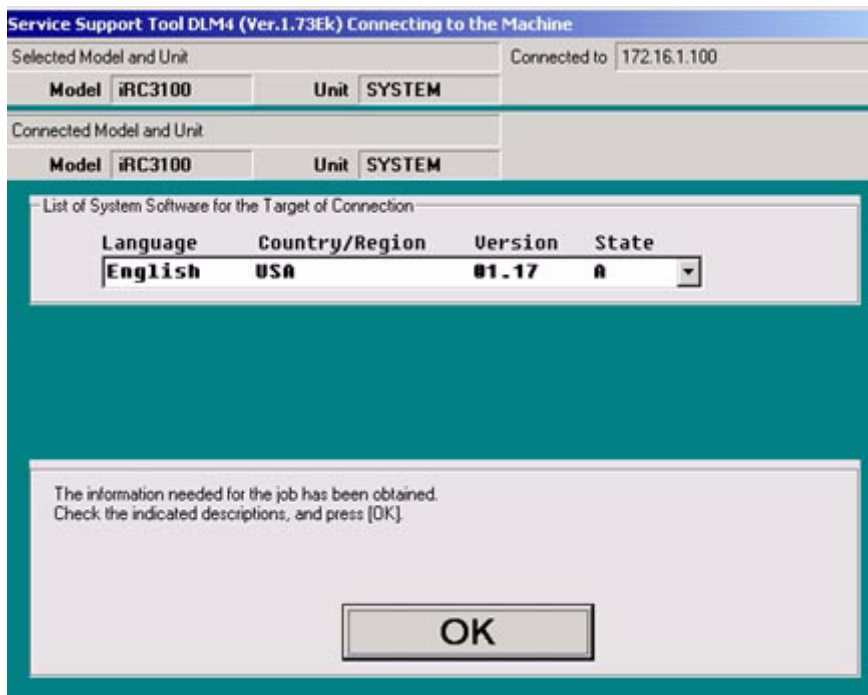 Service Support Tool DLM4 (Ver.1.73Ek) Connecting to the Machine
Selected Model and Unit Connected to 172.16.1.100
Model iRC3100 Unit SYSTEM
Connected Model and Unit
Model iRC3100 Unit SYSTEM
List of System Software for the Target of Connection
Language Country/Region Version State
English USA 01.17 A
The information needed for the job has been obtained.
Check the indicated descriptions, and press [OK].
OK